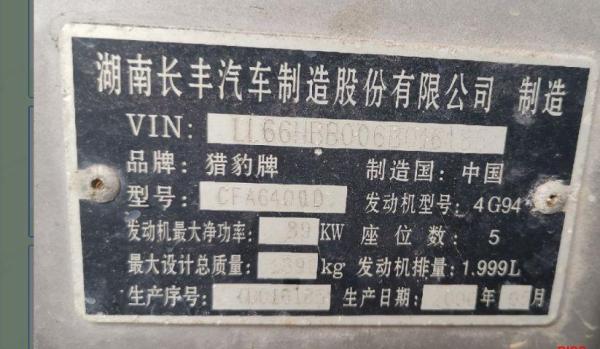 湖南长丰汽车制造股份有限公司 制造
VIN: LL66HBB006B0161
品牌: 猎豹牌 制造国: 中国
型号: CFA6400D 发动机型号: 4G94
发动机最大净功率: 89 KW 座位数: 5
最大设计总质量: kg 发动机排量: 1.999L
生产序号: 生产日期: 年 月